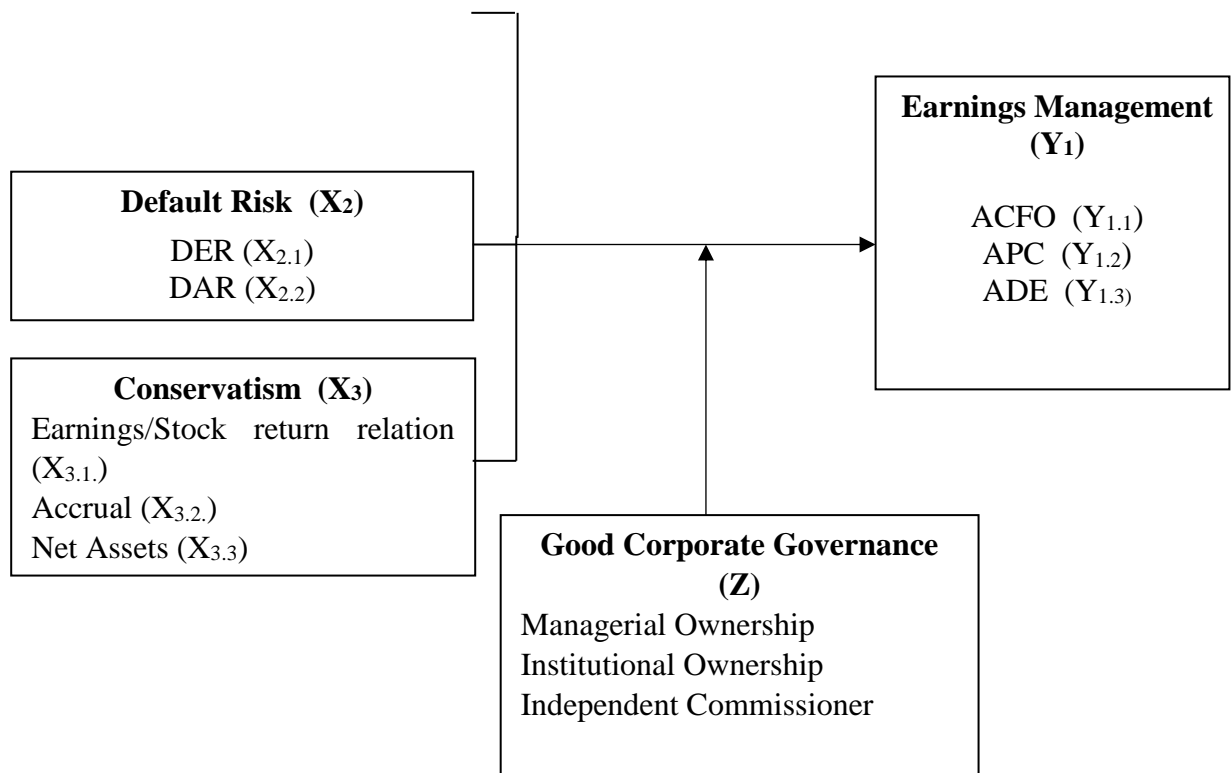 Default Risk (X2)
DER (X2.1)
DAR (X2.2)
Conservatism (X3)
Earnings/Stock return relation
(X3.1.)
Accrual (X3.2.)
Net Assets (X3.3)
Earnings Management
(Y1)
ACFO (Y1.1)
APC (Y1.2)
ADE (Y1.3)
Good Corporate Governance
(Z)
Managerial Ownership
Institutional Ownership
Independent Commissioner